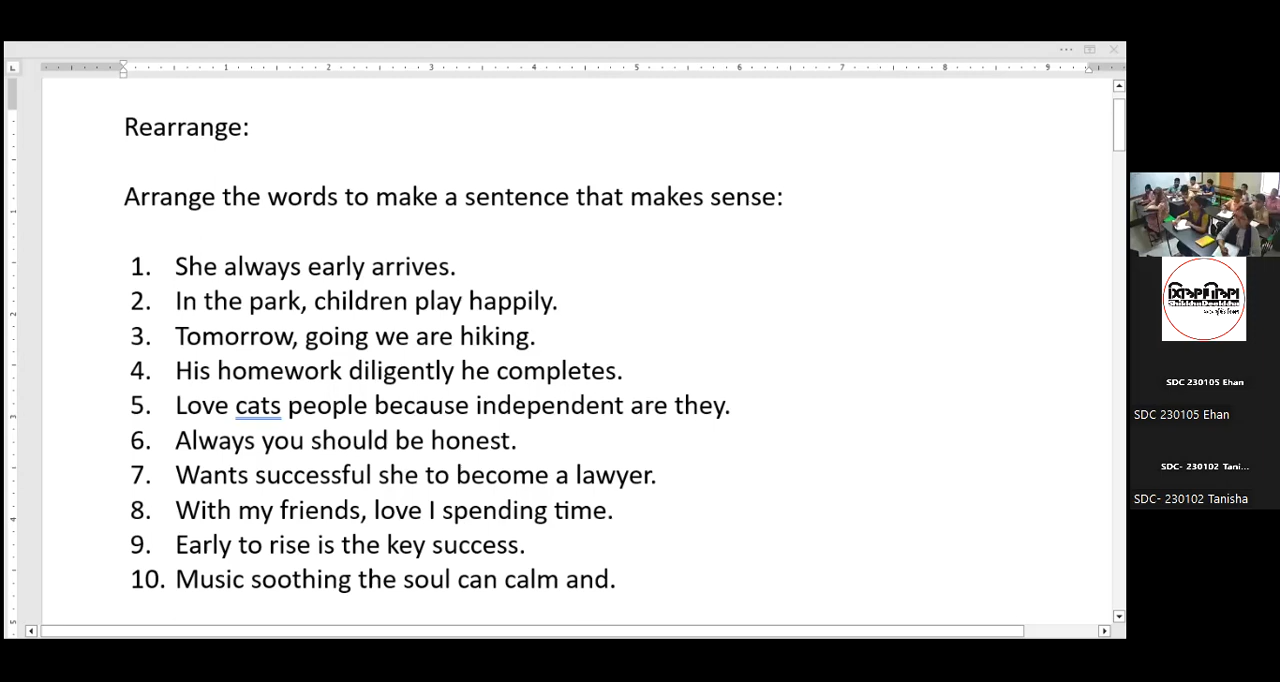 Rearrange:
Arrange the words to make a sentence that makes sense:
1. She always early arrives.
2. In the park, children play happily.
3. Tomorrow, going we are hiking.
4. His homework diligently he completes.
5. Love cats people because independent are they.
6. Always you should be honest.
7. Wants successful she to become a lawyer.
8. With my friends, love I spending time.
9. Early to rise is the key success.
10. Music soothing the soul can calm and.
SDC 230105 Ehan
SDC 230105 Ehan
SDC- 230102 Tani...
SDC- 230102 Tanisha